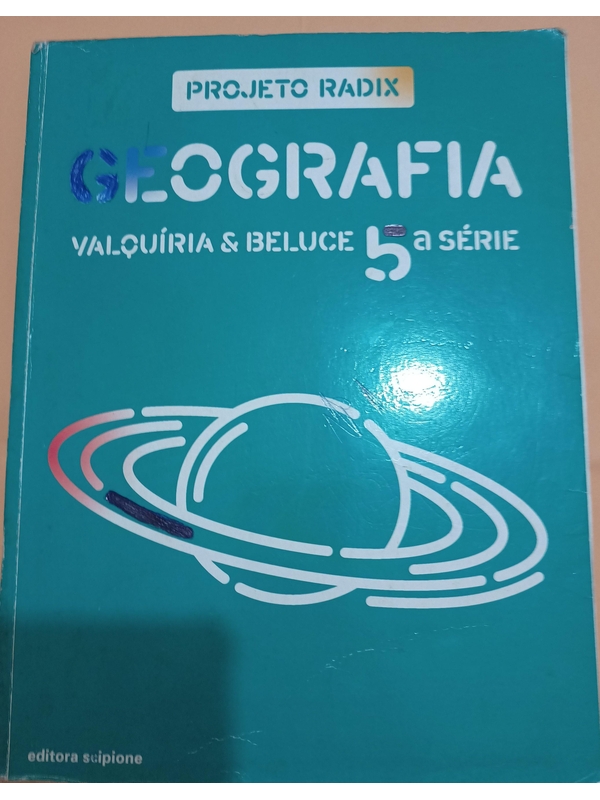 PROJETO RADIX
GEOGRAFIA
VALQUÍRIA & BELUCE 5ª SÉRIE
editora scipione